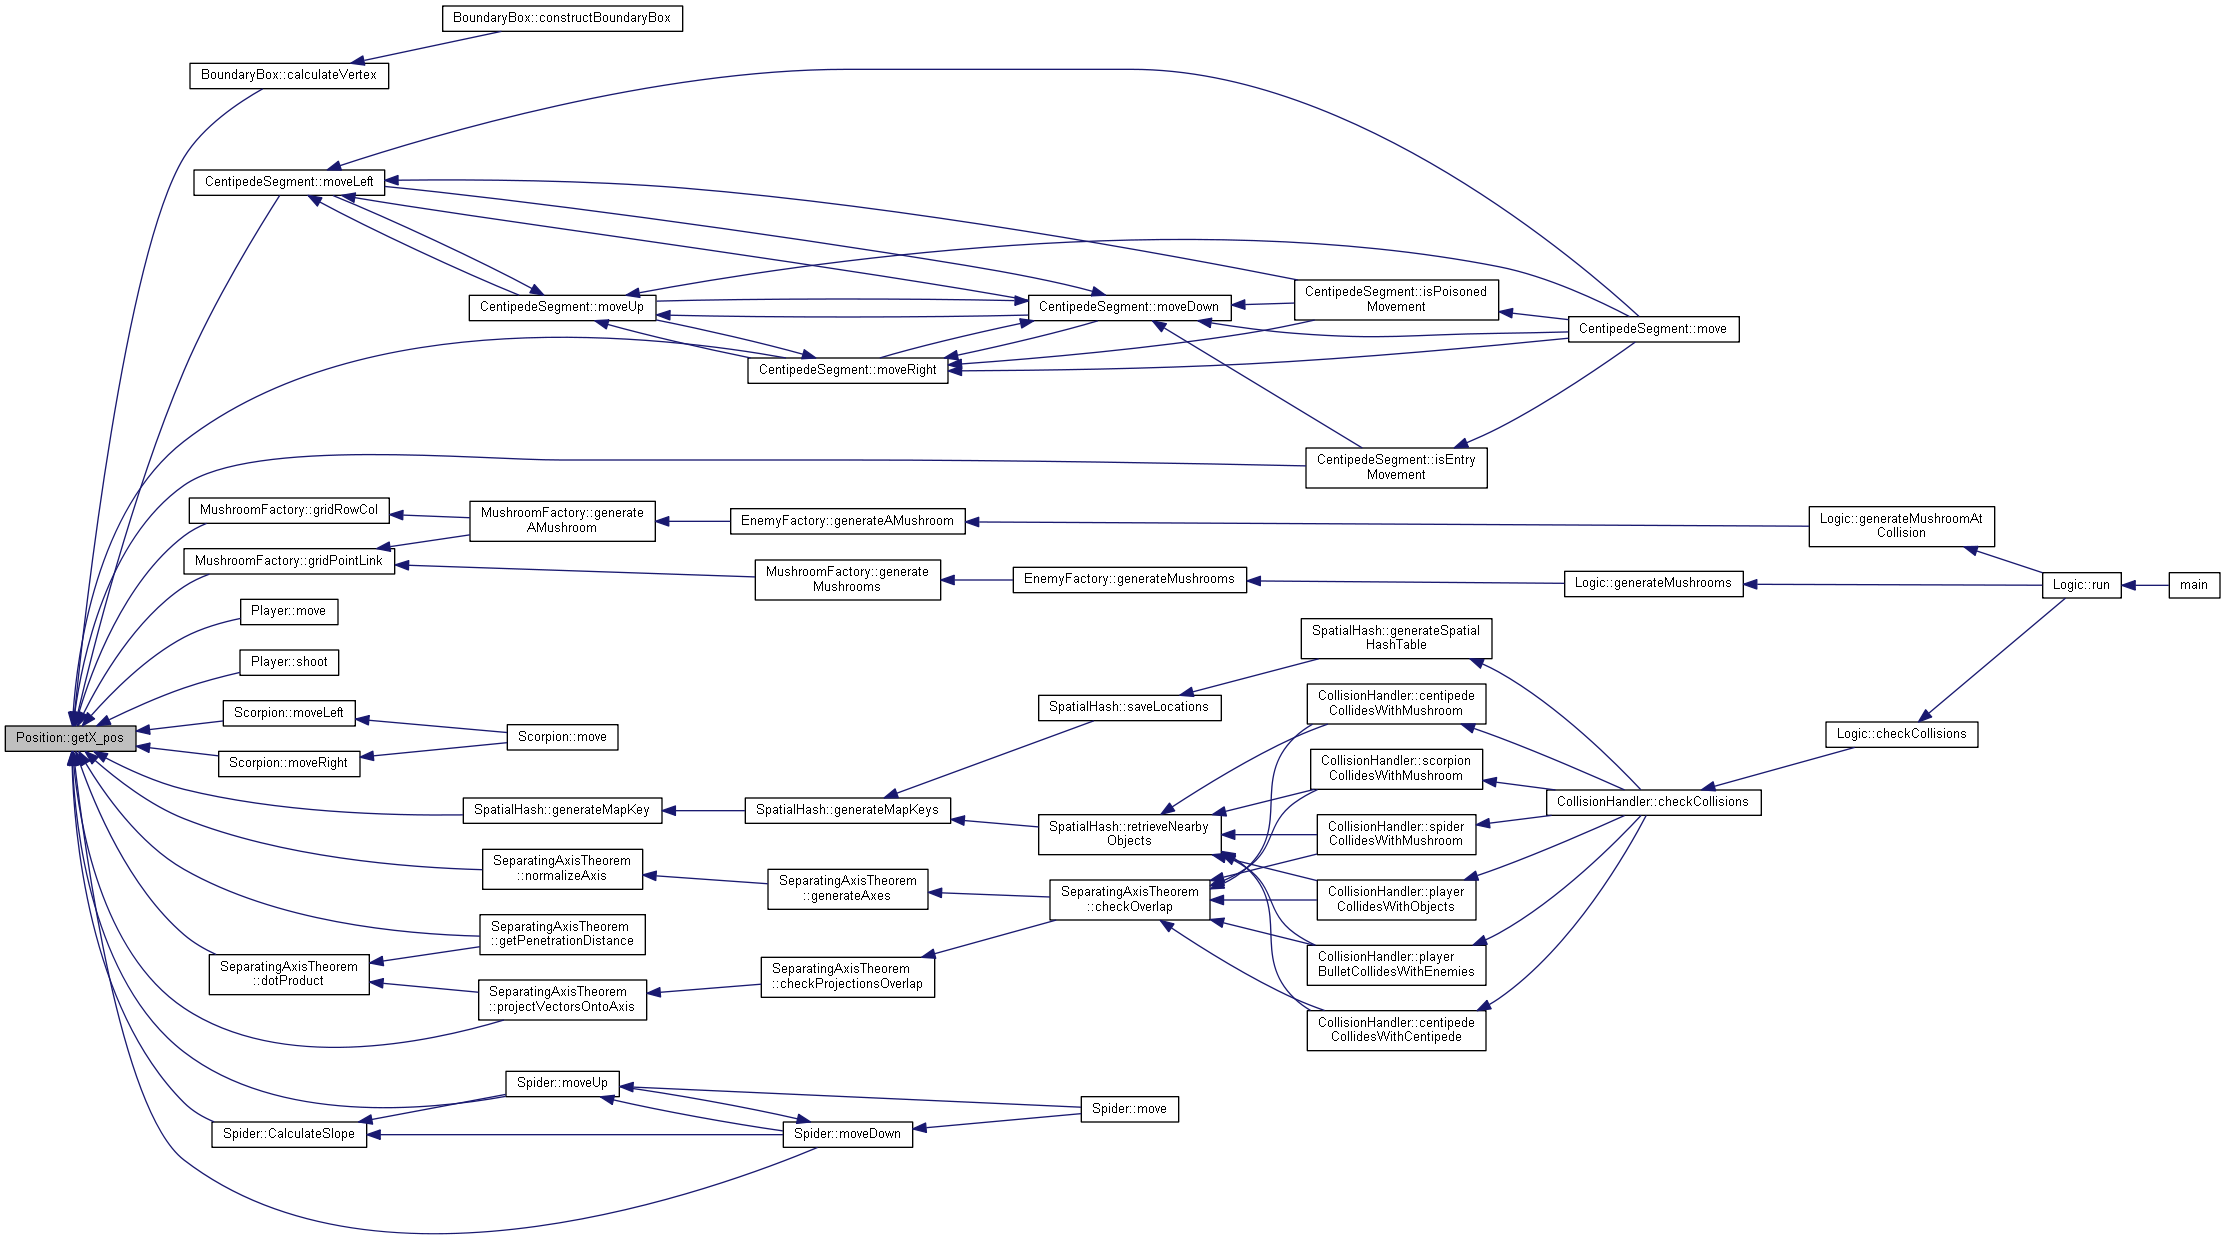 BoundaryBox::constructBoundaryBox
BoundaryBox::calculateVertex
CentipedeSegment::moveLeft
CentipedeSegment::moveUp
CentipedeSegment::moveDown
CentipedeSegment::isPoisoned
Movement
CentipedeSegment::move
CentipedeSegment::moveRight
CentipedeSegment::isEntry
Movement
MushroomFactory::gridRowCol
MushroomFactory::generate
AMushroom
EnemyFactory::generateAMushroom
Logic::generateMushroomAt
Collision
MushroomFactory::gridPointLink
MushroomFactory::generate
Mushrooms
EnemyFactory::generateMushrooms
Logic::generateMushrooms
Logic::run
main
Player::move
Player::shoot
SpatialHash::generateSpatial
HashTable
Scorpion::moveLeft
Scorpion::move
SpatialHash::saveLocations
CollisionHandler::centipede
CollidesWithMushroom
Position::getX_pos
Logic::checkCollisions
Scorpion::moveRight
CollisionHandler::scorpion
CollidesWithMushroom
SpatialHash::generateMapKey
SpatialHash::generateMapKeys
CollisionHandler::checkCollisions
SpatialHash::retrieveNearby
Objects
CollisionHandler::spider
CollidesWithMushroom
SeparatingAxisTheorem
::normalizeAxis
SeparatingAxisTheorem
::generateAxes
SeparatingAxisTheorem
::checkOverlap
CollisionHandler::player
CollidesWithObjects
SeparatingAxisTheorem
::getPenetrationDistance
CollisionHandler::player
BulletCollidesWithEnemies
SeparatingAxisTheorem
::dotProduct
SeparatingAxisTheorem
::checkProjectionsOverlap
SeparatingAxisTheorem
::projectVectorsOntoAxis
CollisionHandler::centipede
CollidesWithCentipede
Spider::moveUp
Spider::move
Spider::CalculateSlope
Spider::moveDown